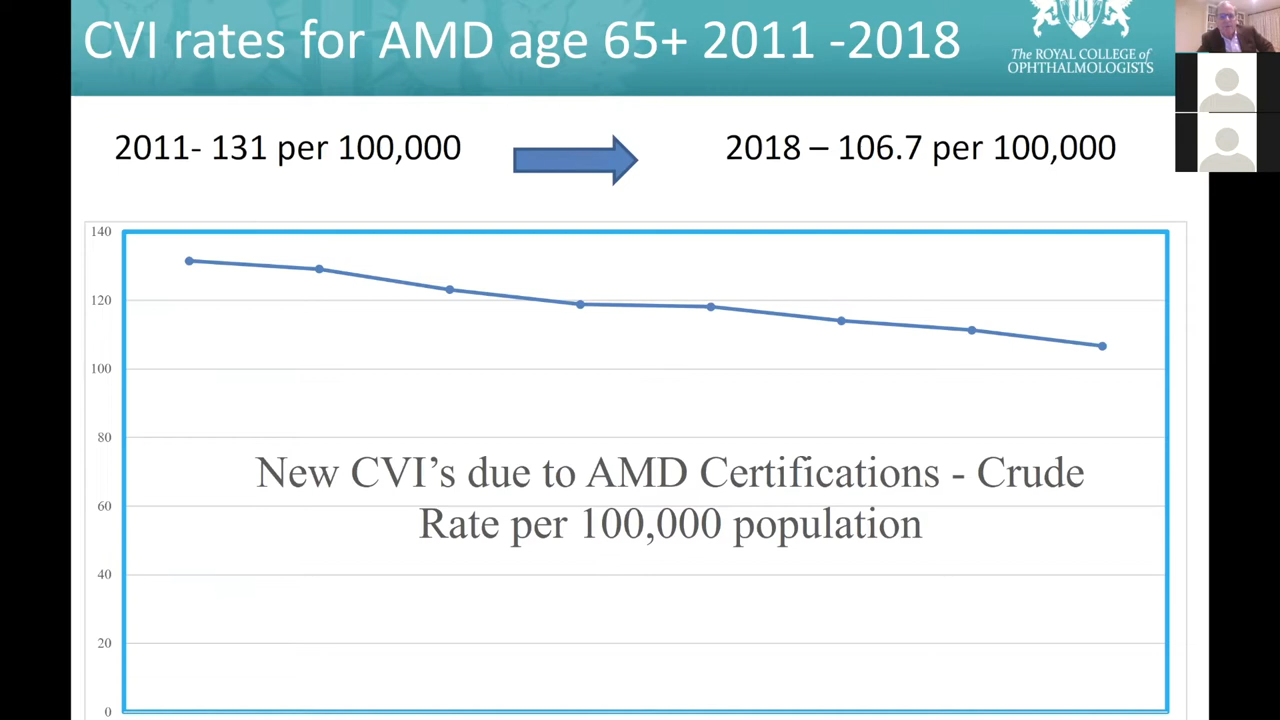 CVI rates for AMD age 65+ 2011 -2018
The ROYAL COLLEGE of
OPHTHALMOLOGISTS
2011- 131 per 100,000
2018 – 106.7 per 100,000
140
120
100
80
60
40
20
0
New CVI's due to AMD Certifications - Crude
Rate per 100,000 population